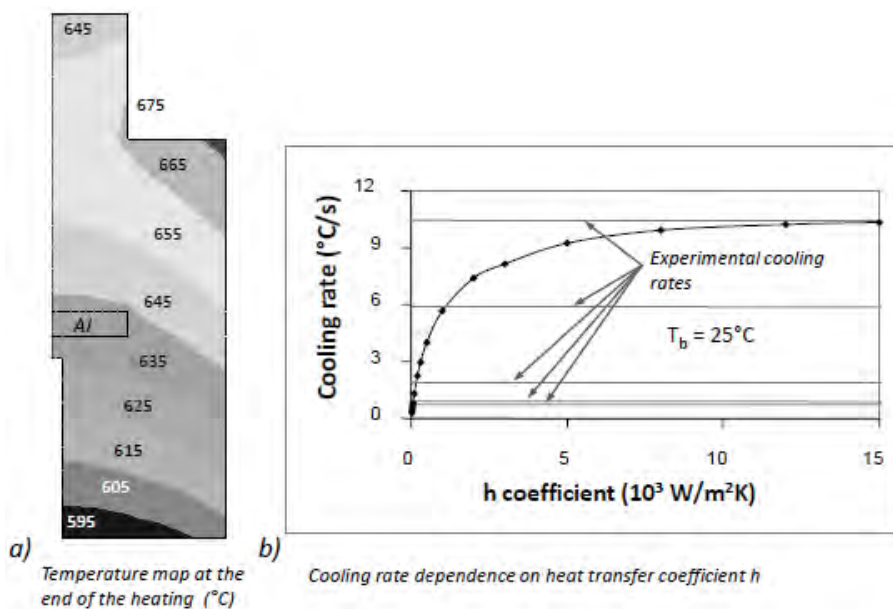 645
675
665
655
645
Al
635
625
615
605
595
a)
Temperature map at the
end of the heating (°C)
12
9
6
3
0
Cooling rate (°C/s)
Experimental cooling
rates
T_b = 25°C
0 5 10 15
h coefficient (10³ W/m²K)
b)
Cooling rate dependence on heat transfer coefficient h